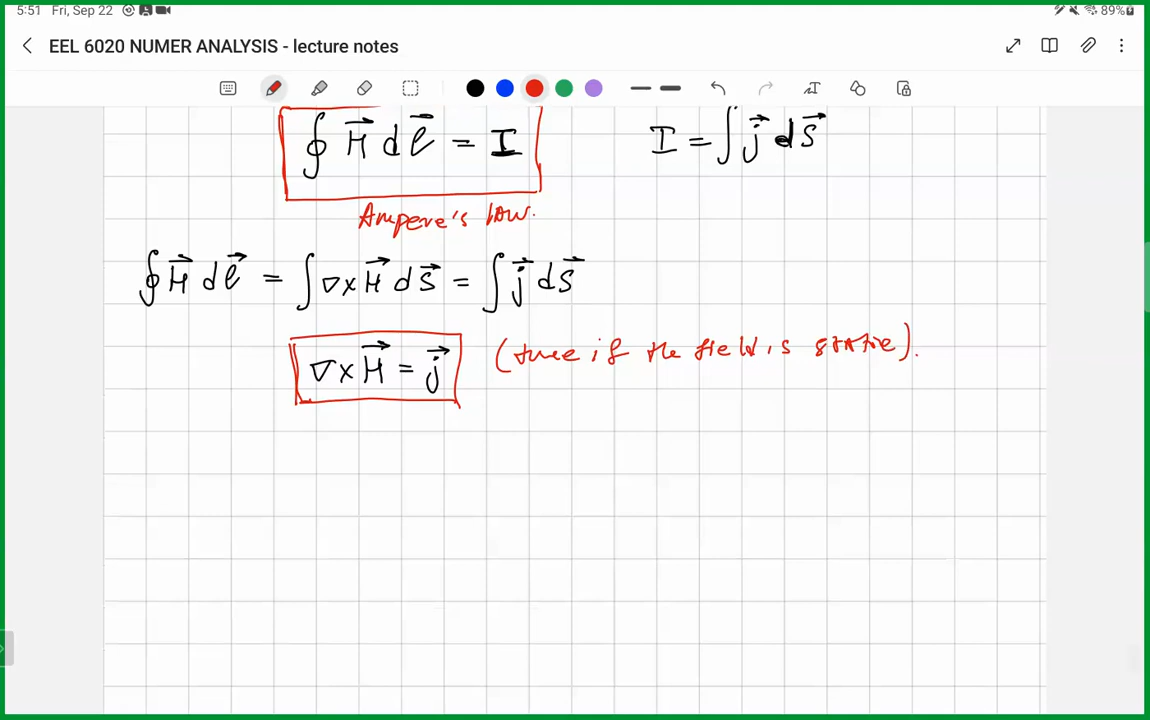 5:51 Fri, Sep 22
89%
EEL 6020 NUMER ANALYSIS - lecture notes
∮ H⃗ dℓ⃗ = I    I = ∫ j⃗ dS⃗
Ampere's law.
∮ H⃗ dℓ⃗ = ∫ ∇×H⃗ dS⃗ = ∫ j⃗ dS⃗
∇×H⃗ = j⃗ (true if the field is static).